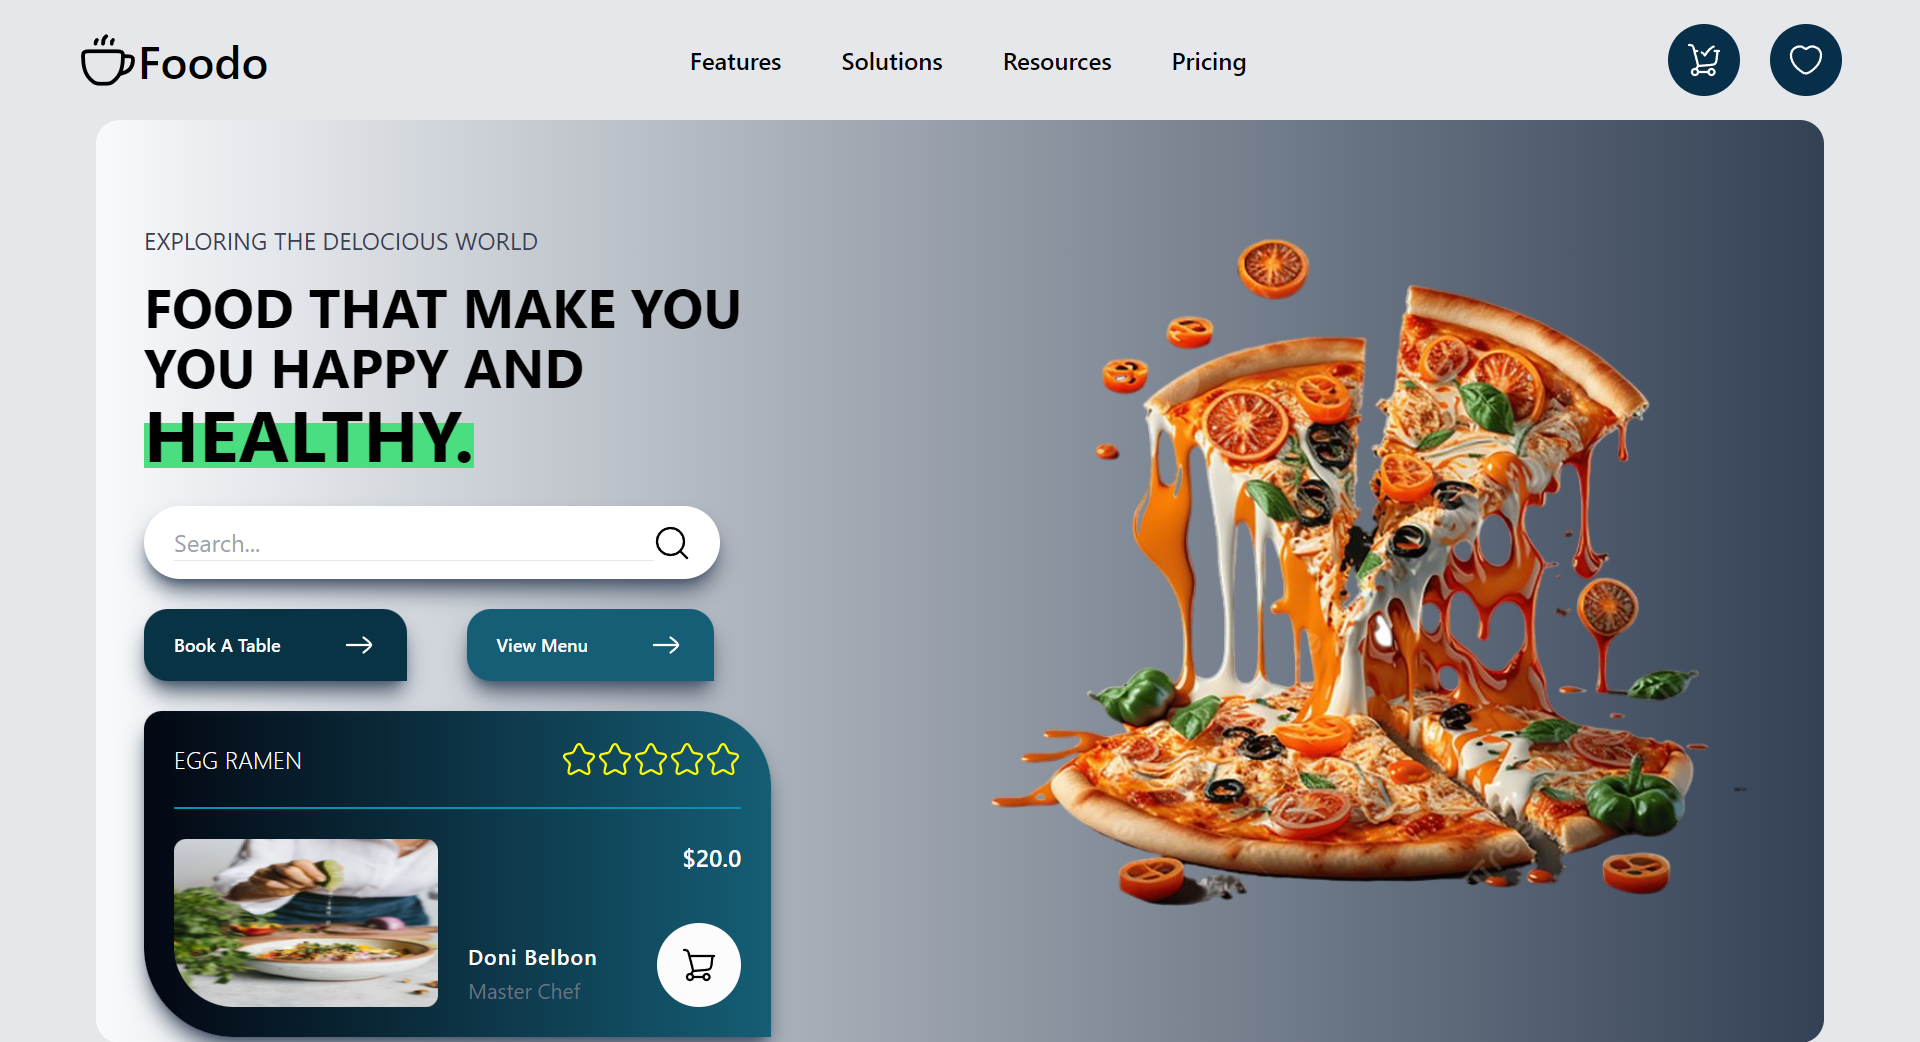 Foodo
Features
Solutions
Resources
Pricing
EXPLORING THE DELOCIOUS WORLD
FOOD THAT MAKE YOU
YOU HAPPY AND
HEALTHY.
Search...
Book A Table
View Menu
EGG RAMEN
$20.0
Doni Belbon
Master Chef